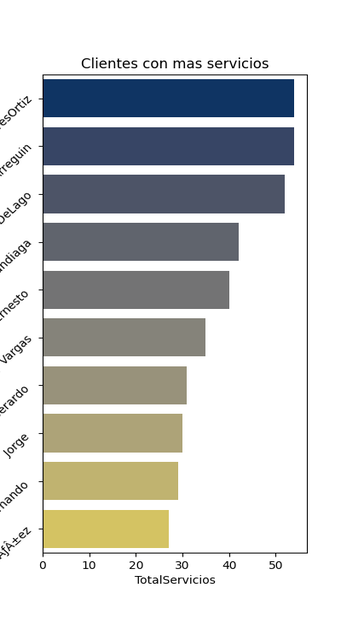 Clientes con mas servicios
esOrtiz
rreguin
DeLago
ndiaga
rnesto
Vargas
erardo
Jorge
nando
ƒÂ±ez
0 10 20 30 40 50
TotalServicios